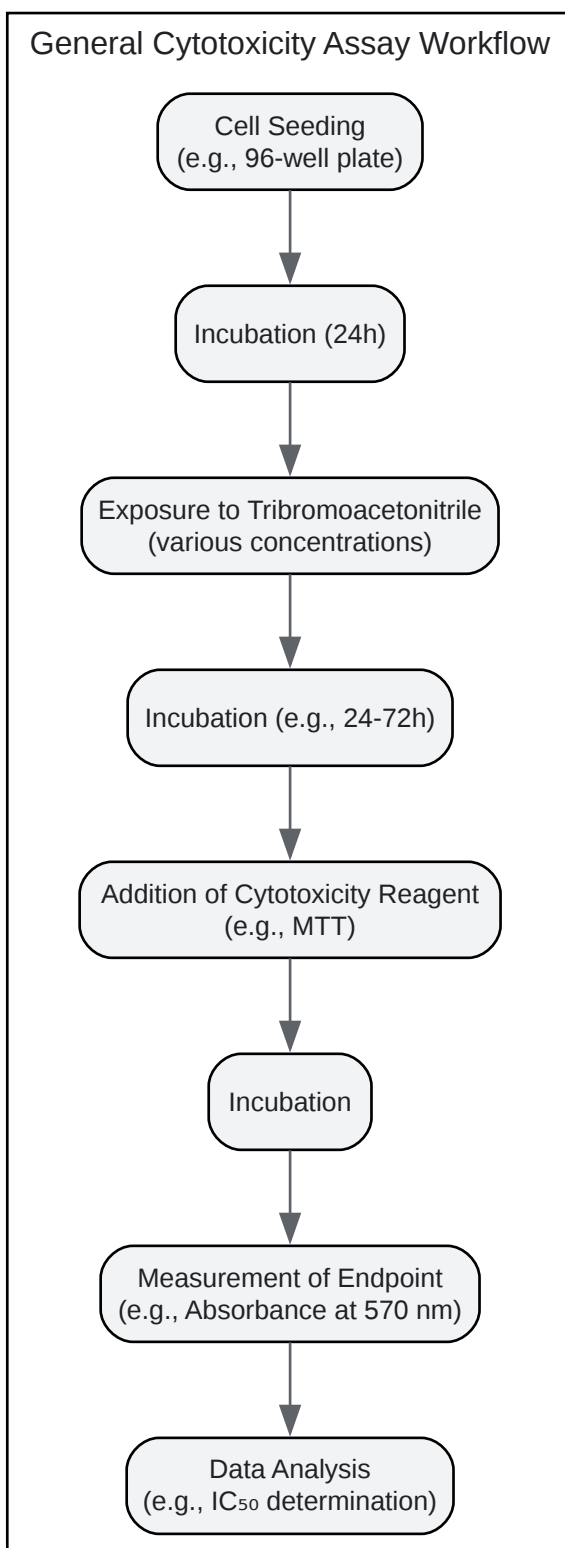 General Cytotoxicity Assay Workflow
Cell Seeding
(e.g., 96-well plate)
Incubation (24h)
Exposure to Tribromoacetonitrile
(various concentrations)
Incubation (e.g., 24-72h)
Addition of Cytotoxicity Reagent
(e.g., MTT)
Incubation
Measurement of Endpoint
(e.g., Absorbance at 570 nm)
Data Analysis
(e.g., IC₅₀ determination)